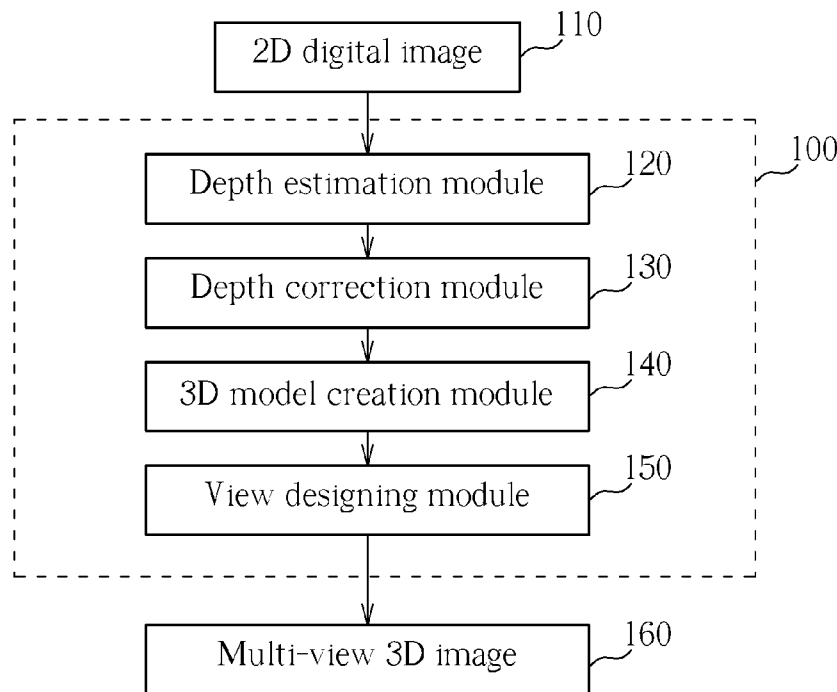 2D digital image
110
100
Depth estimation module
120
Depth correction module
130
3D model creation module
140
View designing module
150
Multi-view 3D image
160